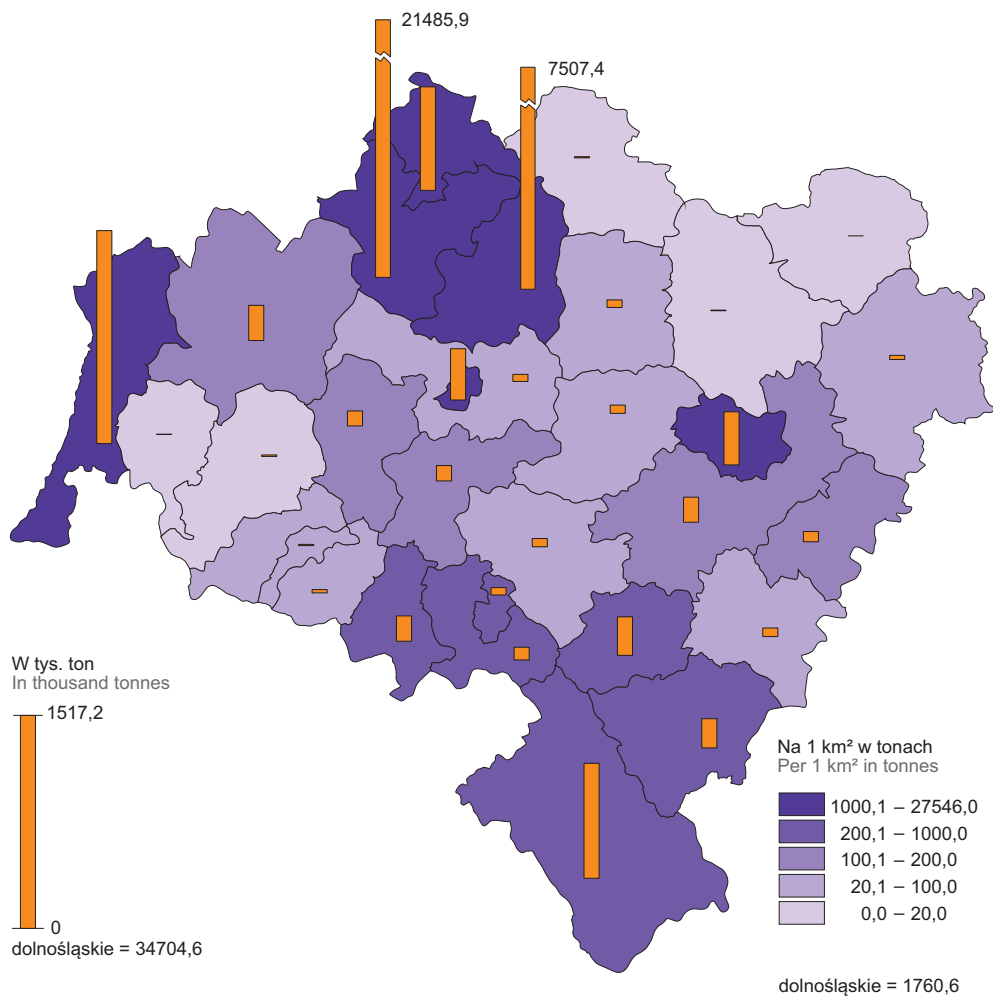 21485,9
7507,4
W tys. ton
In thousand tonnes
1517,2
0
dolnośląskie = 34704,6
Na 1 km² w tonach
Per 1 km² in tonnes
1000,1 – 27546,0
200,1 – 1000,0
100,1 – 200,0
20,1 – 100,0
0,0 – 20,0
dolnośląskie = 1760,6